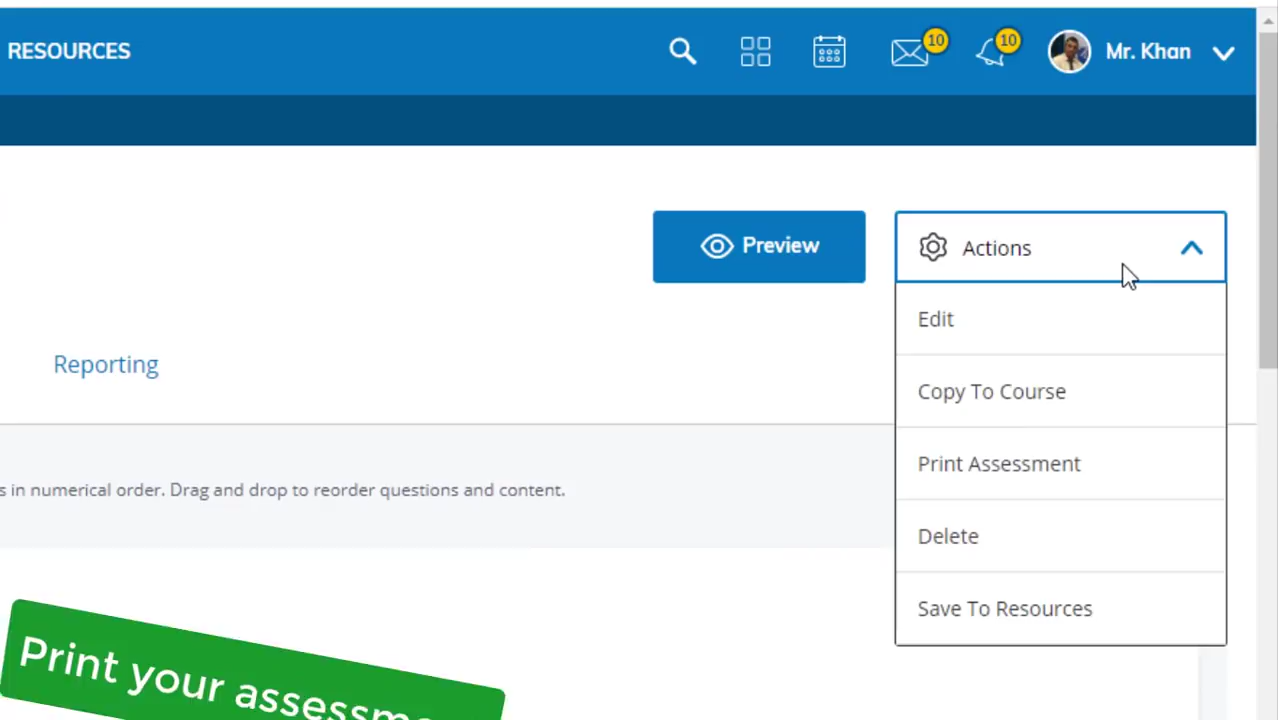 RESOURCES
10
10
Mr. Khan
Preview
Actions
Edit
Reporting
Copy To Course
Print Assessment
s in numerical order. Drag and drop to reorder questions and content.
Delete
Save To Resources
Print your assessm